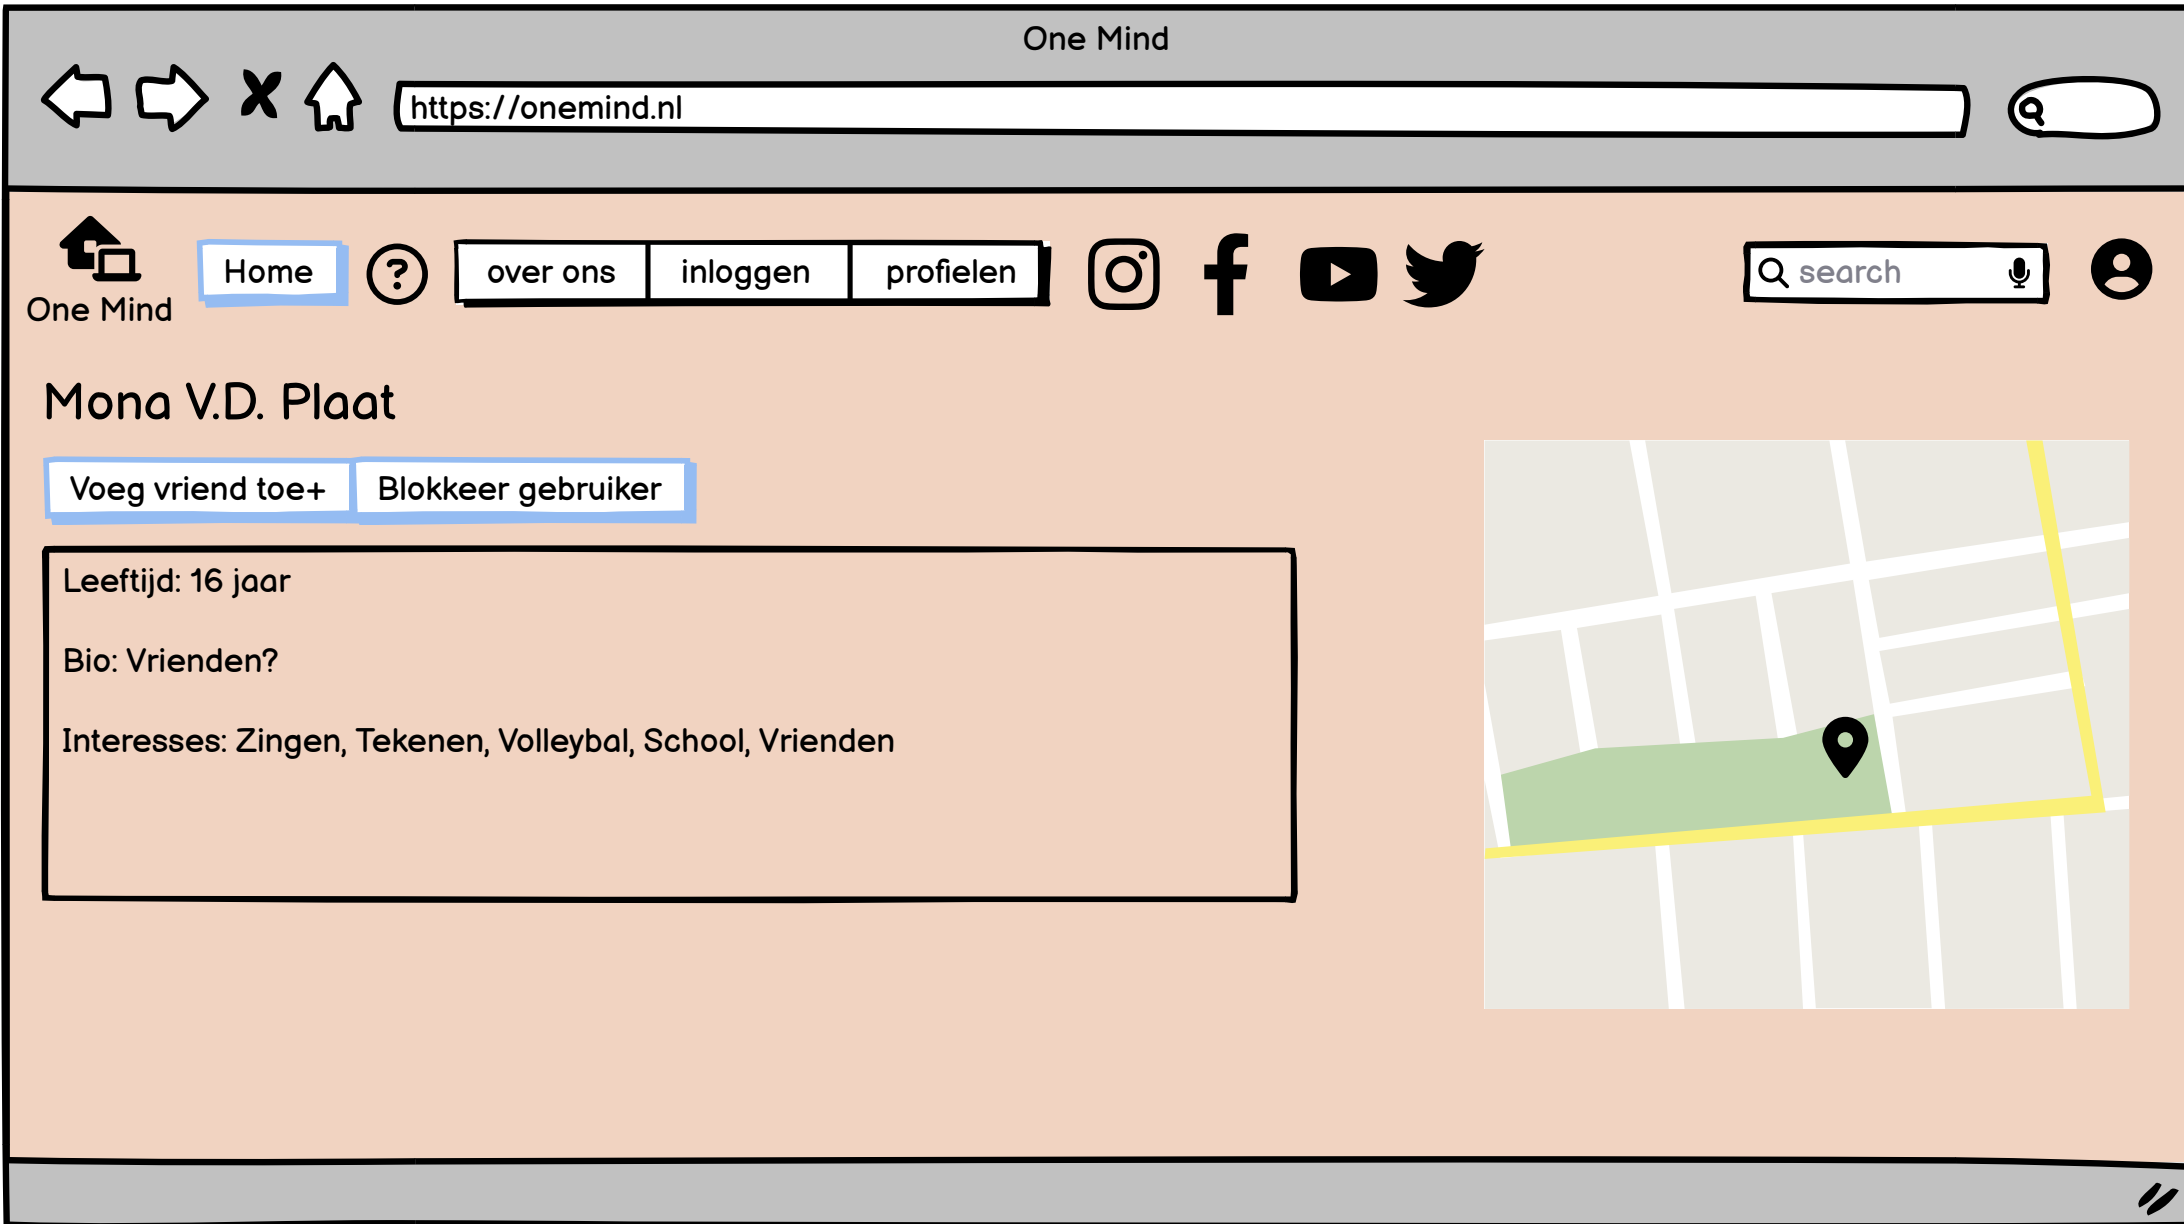 One Mind
https://onemind.nl
One Mind
Home
?
over ons
inloggen
profielen
search
Mona V.D. Plaat
Voeg vriend toe+
Blokkeer gebruiker
Leeftijd: 16 jaar
Bio: Vrienden?
Interesses: Zingen, Tekenen, Volleybal, School, Vrienden